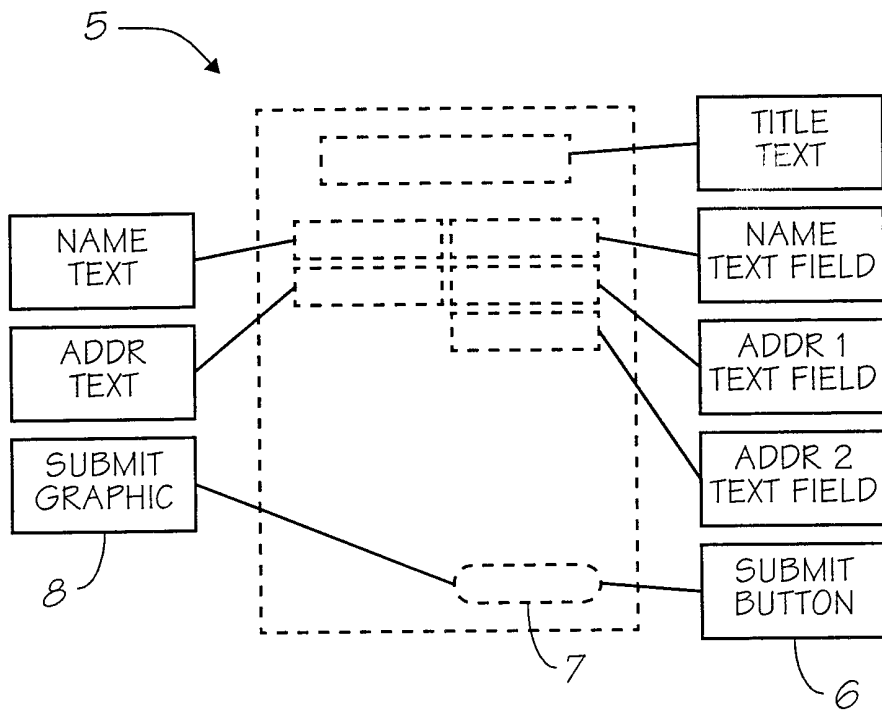 5
TITLE
TEXT
NAME
TEXT
NAME
TEXT FIELD
ADDR
TEXT
ADDR 1
TEXT FIELD
SUBMIT
GRAPHIC
ADDR 2
TEXT FIELD
SUBMIT
BUTTON
8
7
6